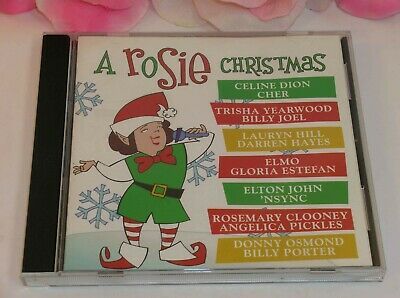 A roSie CHRISTMAS
CELINE DION
CHER
TRISHA YEARWOOD
BILLY JOEL
LAURYN HILL
DARREN HAYES
ELMO
GLORIA ESTEFAN
ELTON JOHN
'NSYNC
ROSEMARY CLOONEY
ANGELICA PICKLES
DONNY OSMOND
BILLY PORTER